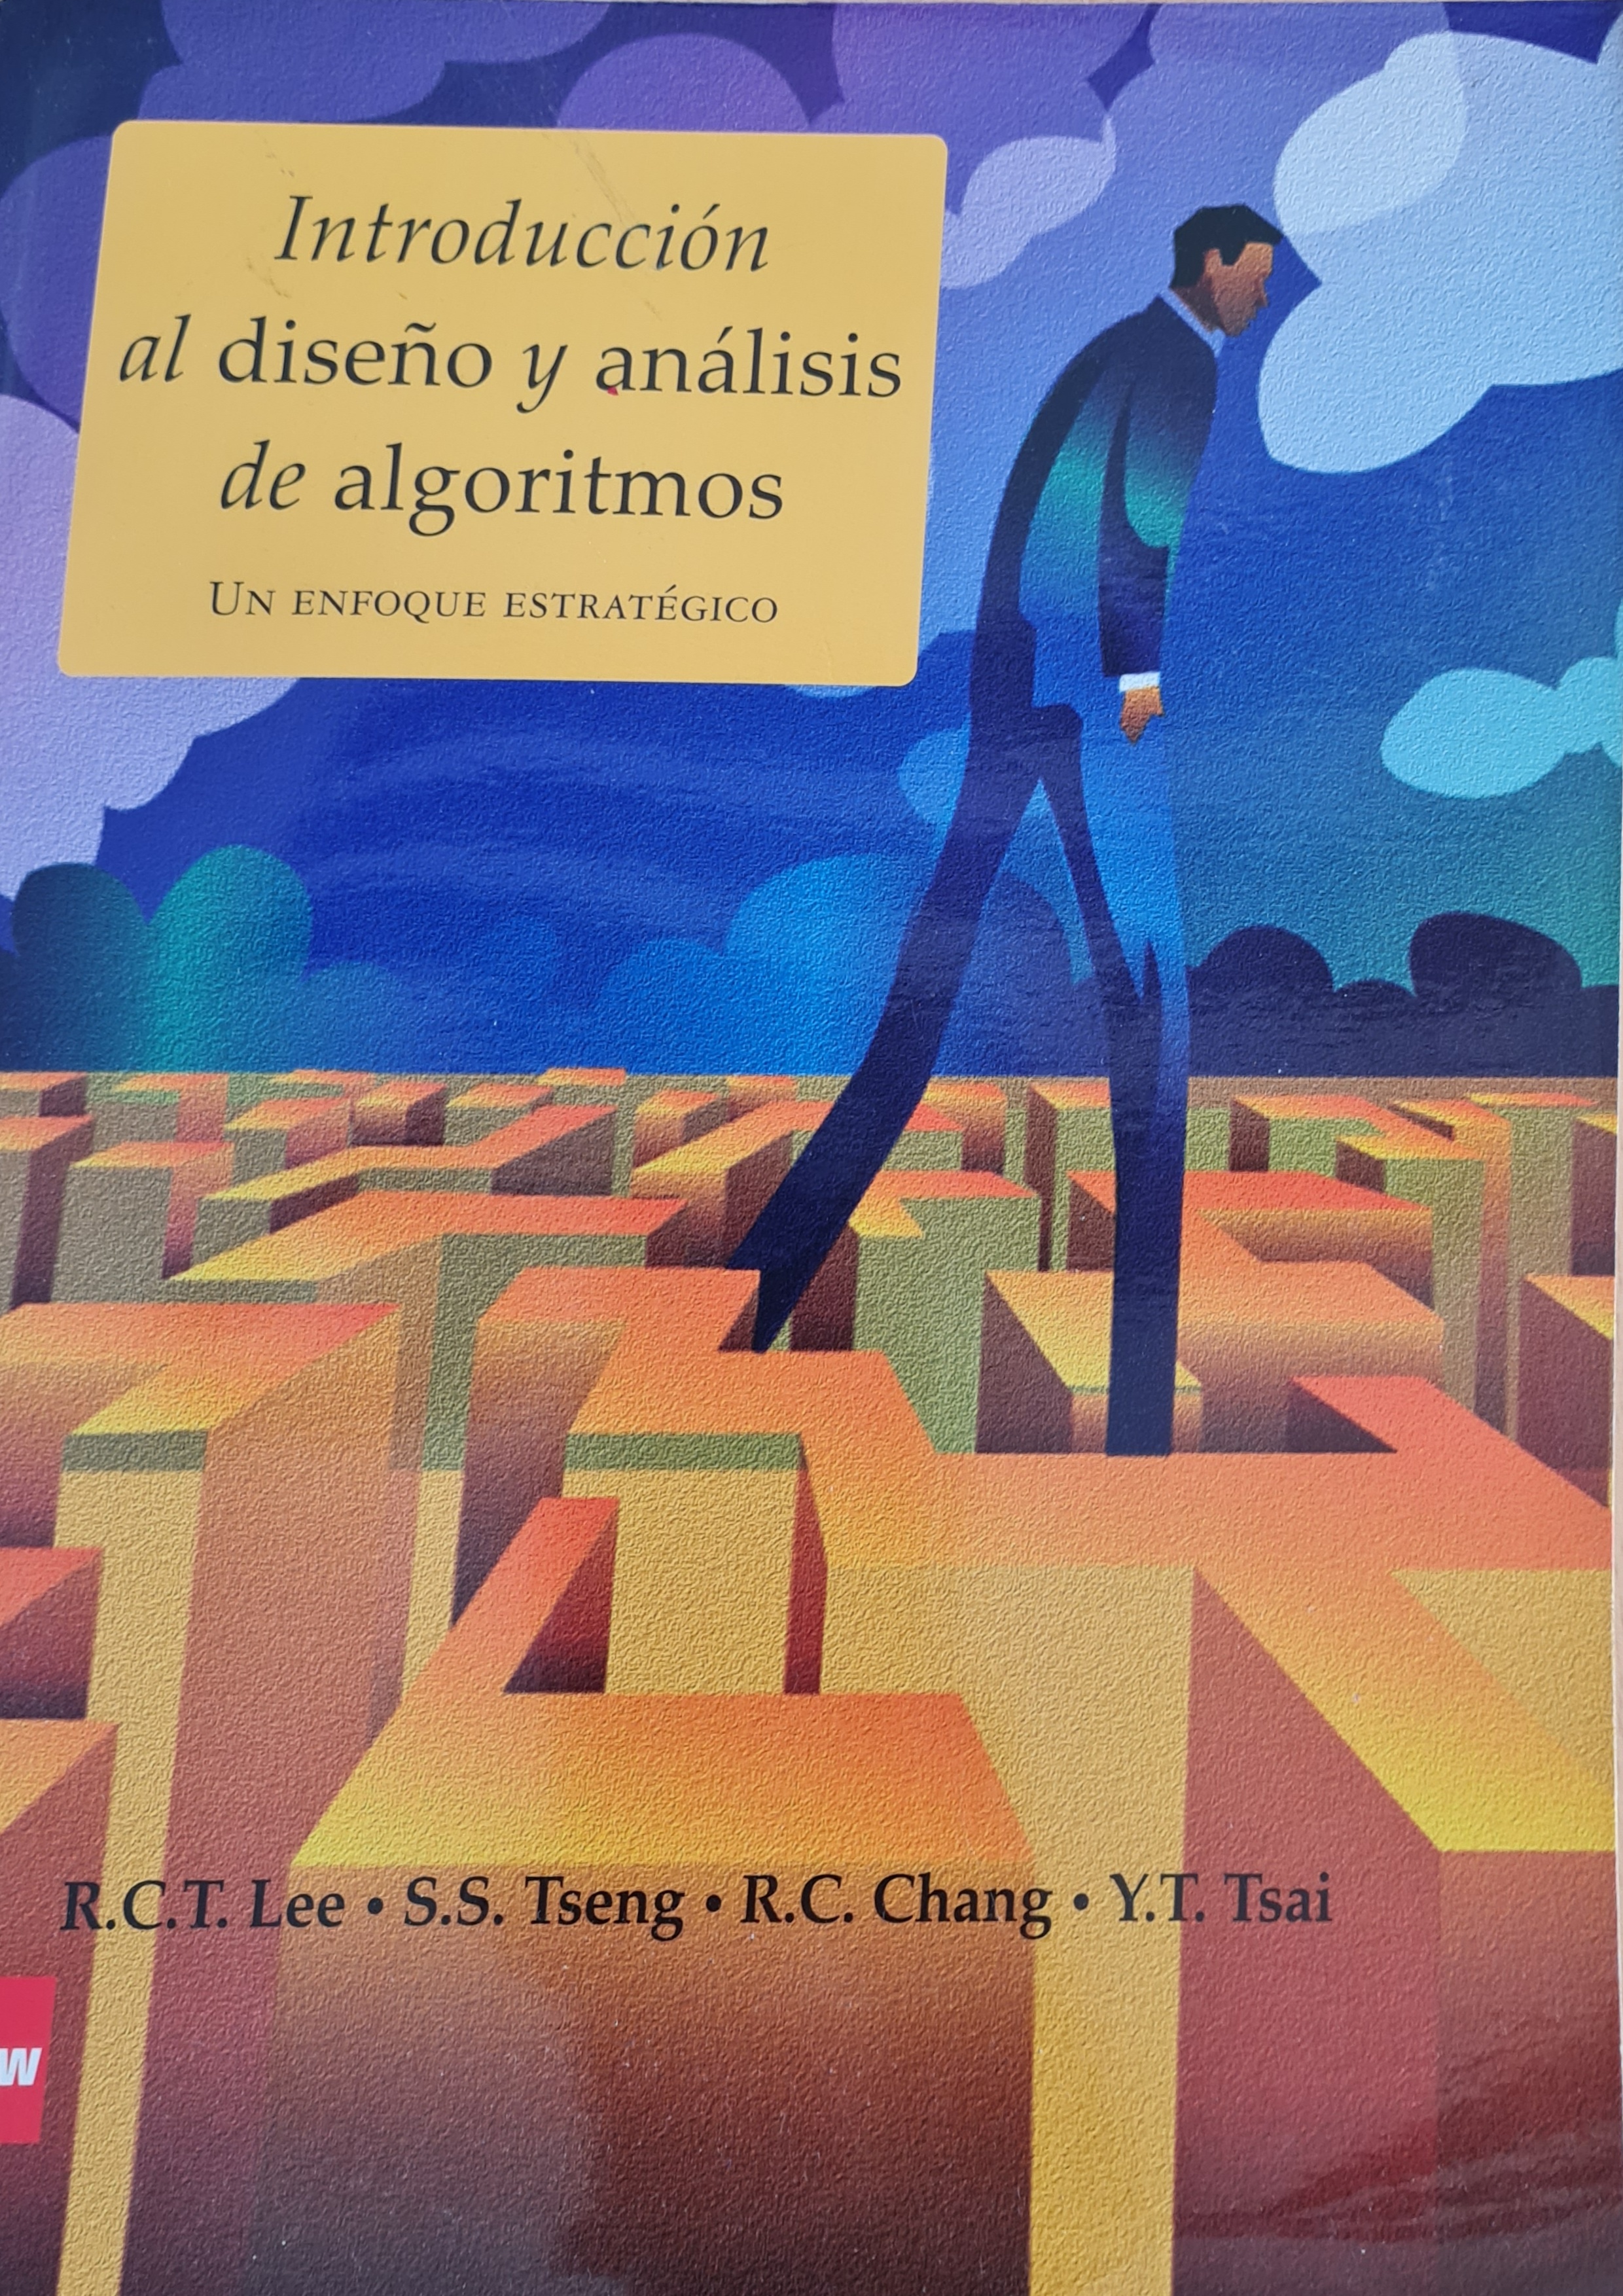 Introducción
al diseño y análisis
de algoritmos
UN ENFOQUE ESTRATÉGICO
R.C.T. Lee • S.S. Tseng • R.C. Chang • Y.T. Tsai
w